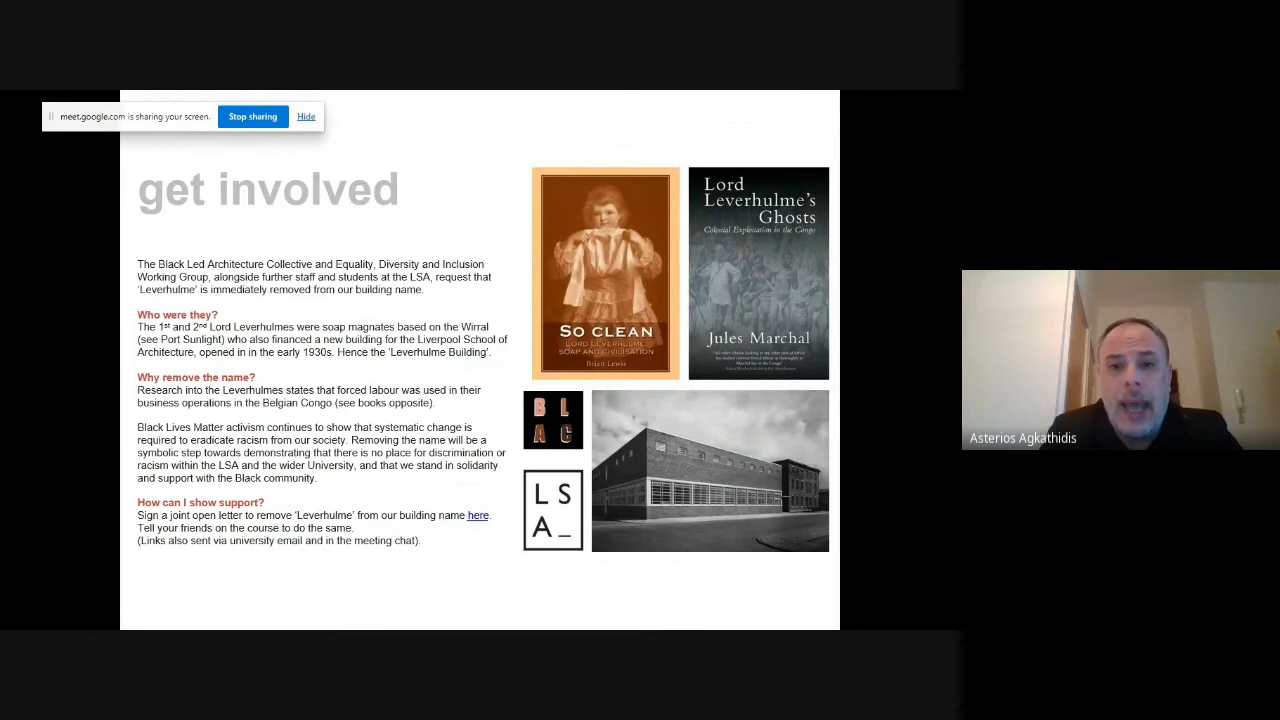 meet.google.com is sharing your screen.
Stop sharing
Hide
get involved
The Black Led Architecture Collective and Equality, Diversity and Inclusion
Working Group, alongside further staff and students at the LSA, request that
'Leverhulme' is immediately removed from our building name.
Who were they?
The 1st and 2nd Lord Leverhulmes were soap magnates based on the Wirral
(see Port Sunlight) who also financed a new building for the Liverpool School of
Architecture, opened in in the early 1930s. Hence the 'Leverhulme Building'.
Why remove the name?
Research into the Leverhulmes states that forced labour was used in their
business operations in the Belgian Congo (see books opposite).
Black Lives Matter activism continues to show that systematic change is
required to eradicate racism from our society. Removing the name will be a
symbolic step towards demonstrating that there is no place for discrimination or
racism within the LSA and the wider University, and that we stand in solidarity
and support with the Black community.
How can I show support?
Sign a joint open letter to remove 'Leverhulme' from our building name here.
Tell your friends on the course to do the same.
(Links also sent via university email and in the meeting chat).
SO CLEAN
LORD LEVERHULME,
SOAP AND CIVILISATION
Brian Lewis
Lord
Leverhulme's
Ghosts
Colonial Exploitation in the Congo
Jules Marchal
B L
A C
L S
A _
Asterios Agkathidis